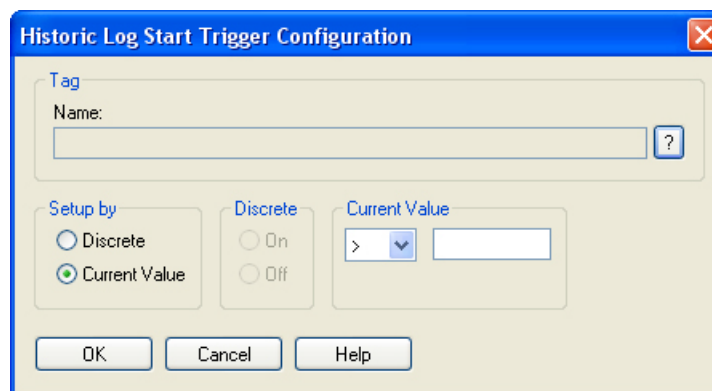 Historic Log Start Trigger Configuration
Tag
Name:
?
Setup by
Discrete
Current Value
Discrete
On
Off
Current Value
>
OK
Cancel
Help